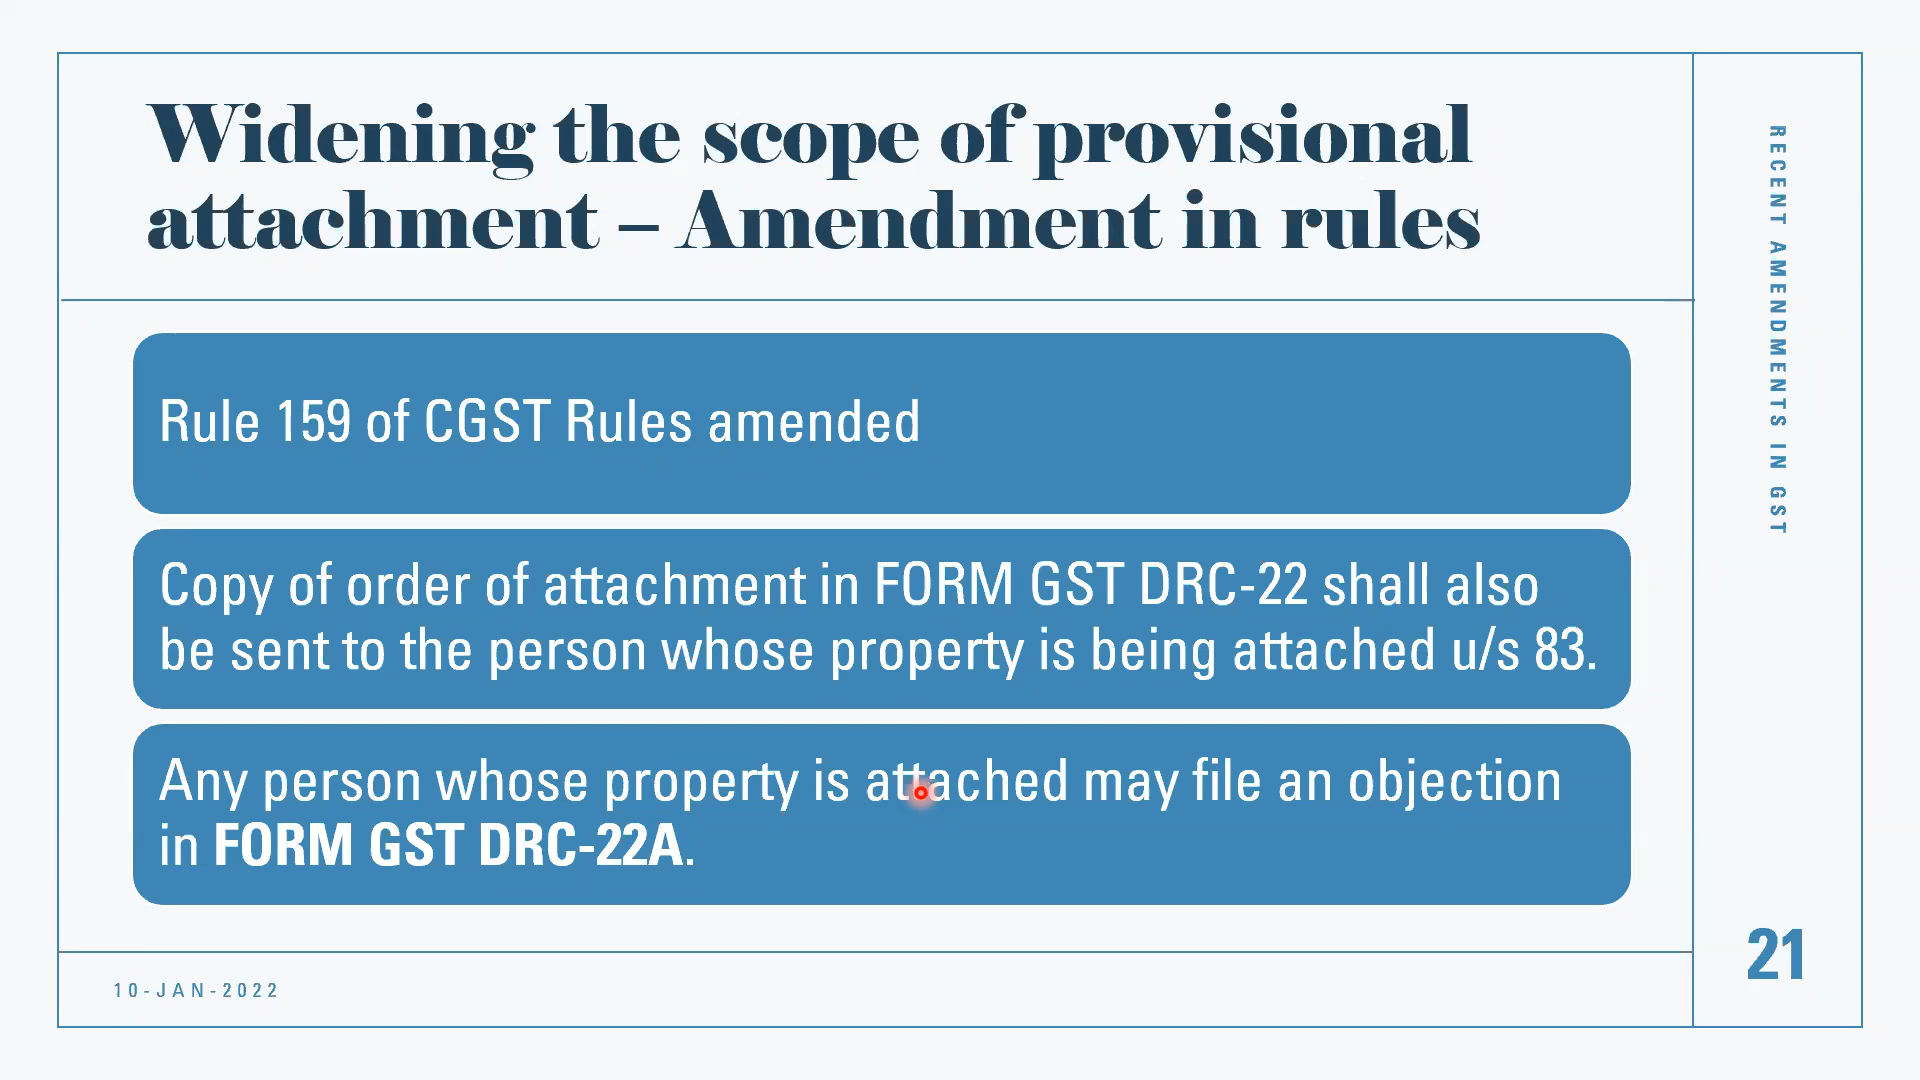 Widening the scope of provisional
attachment – Amendment in rules
Rule 159 of CGST Rules amended
Copy of order of attachment in FORM GST DRC-22 shall also
be sent to the person whose property is being attached u/s 83.
Any person whose property is attached may file an objection
in FORM GST DRC-22A.
RECENT AMENDMENTS IN GST
10-JAN-2022
21